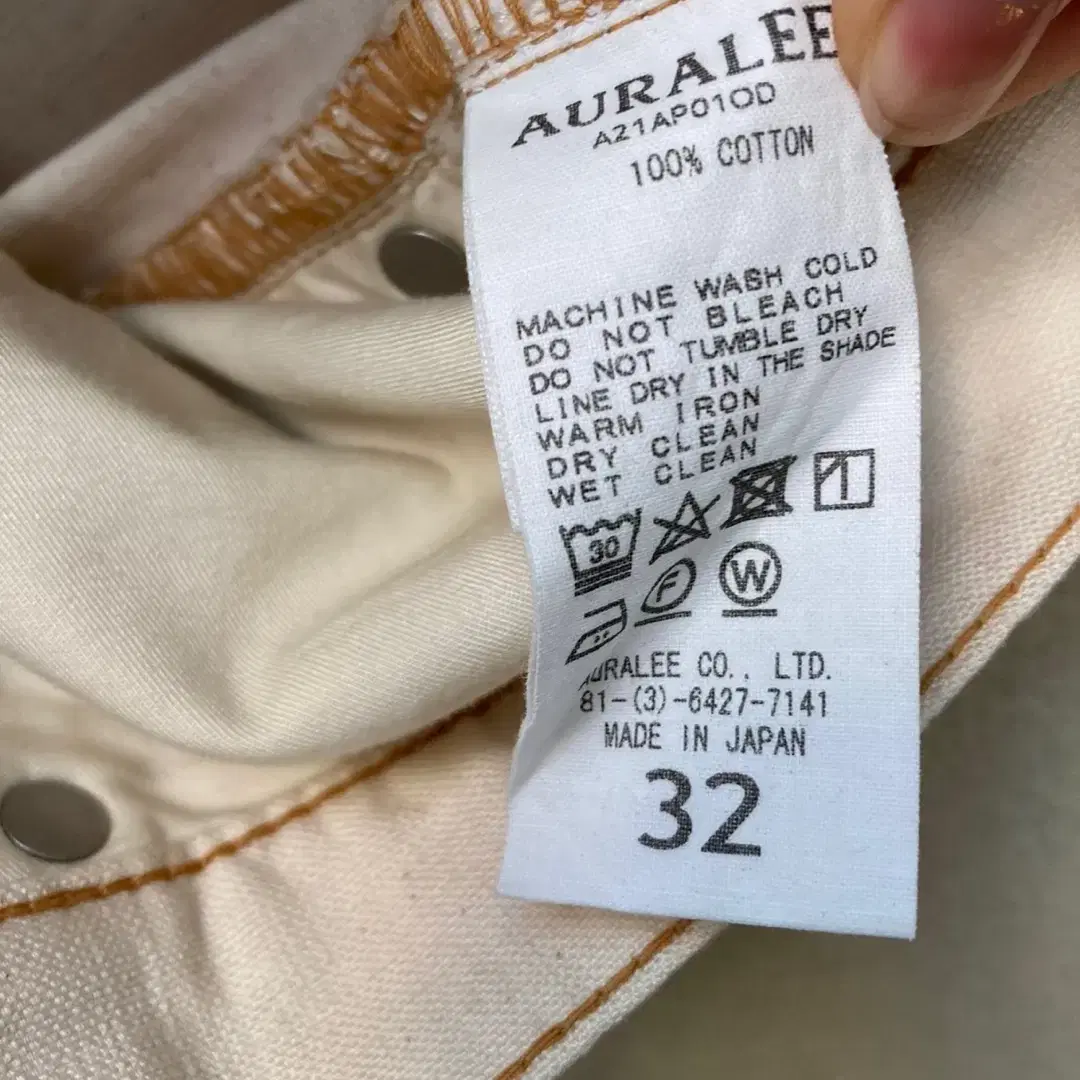 AURALEE
A21AP01OD
100% COTTON
MACHINE WASH COLD
DO NOT BLEACH
DO NOT TUMBLE DRY
LINE DRY IN THE SHADE
WARM IRON
DRY CLEAN
WET CLEAN
30
F
W
AURALEE CO., LTD.
81-(3)-6427-7141
MADE IN JAPAN
32